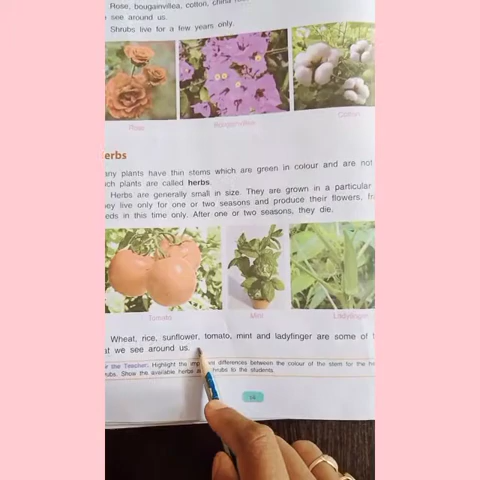 Rose, bougainvillea, cotton, china
see around us.
Shrubs live for a few years only.
Rose Bougainvillea Cotton
erbs
any plants have thin stems which are green in colour and are not
ch plants are called herbs.
Herbs are generally small in size. They are grown in a particular
ey live only for one or two seasons and produce their flowers,
eds in this time only. After one or two seasons, they die.
Tomato Mint Ladyfinger
Wheat, rice, sunflower, tomato, mint and ladyfinger are some of
at we see around us.
r the Teacher: Highlight the differences between the colour of the stem for the
ubs. Show the available herbs shrubs to the students.